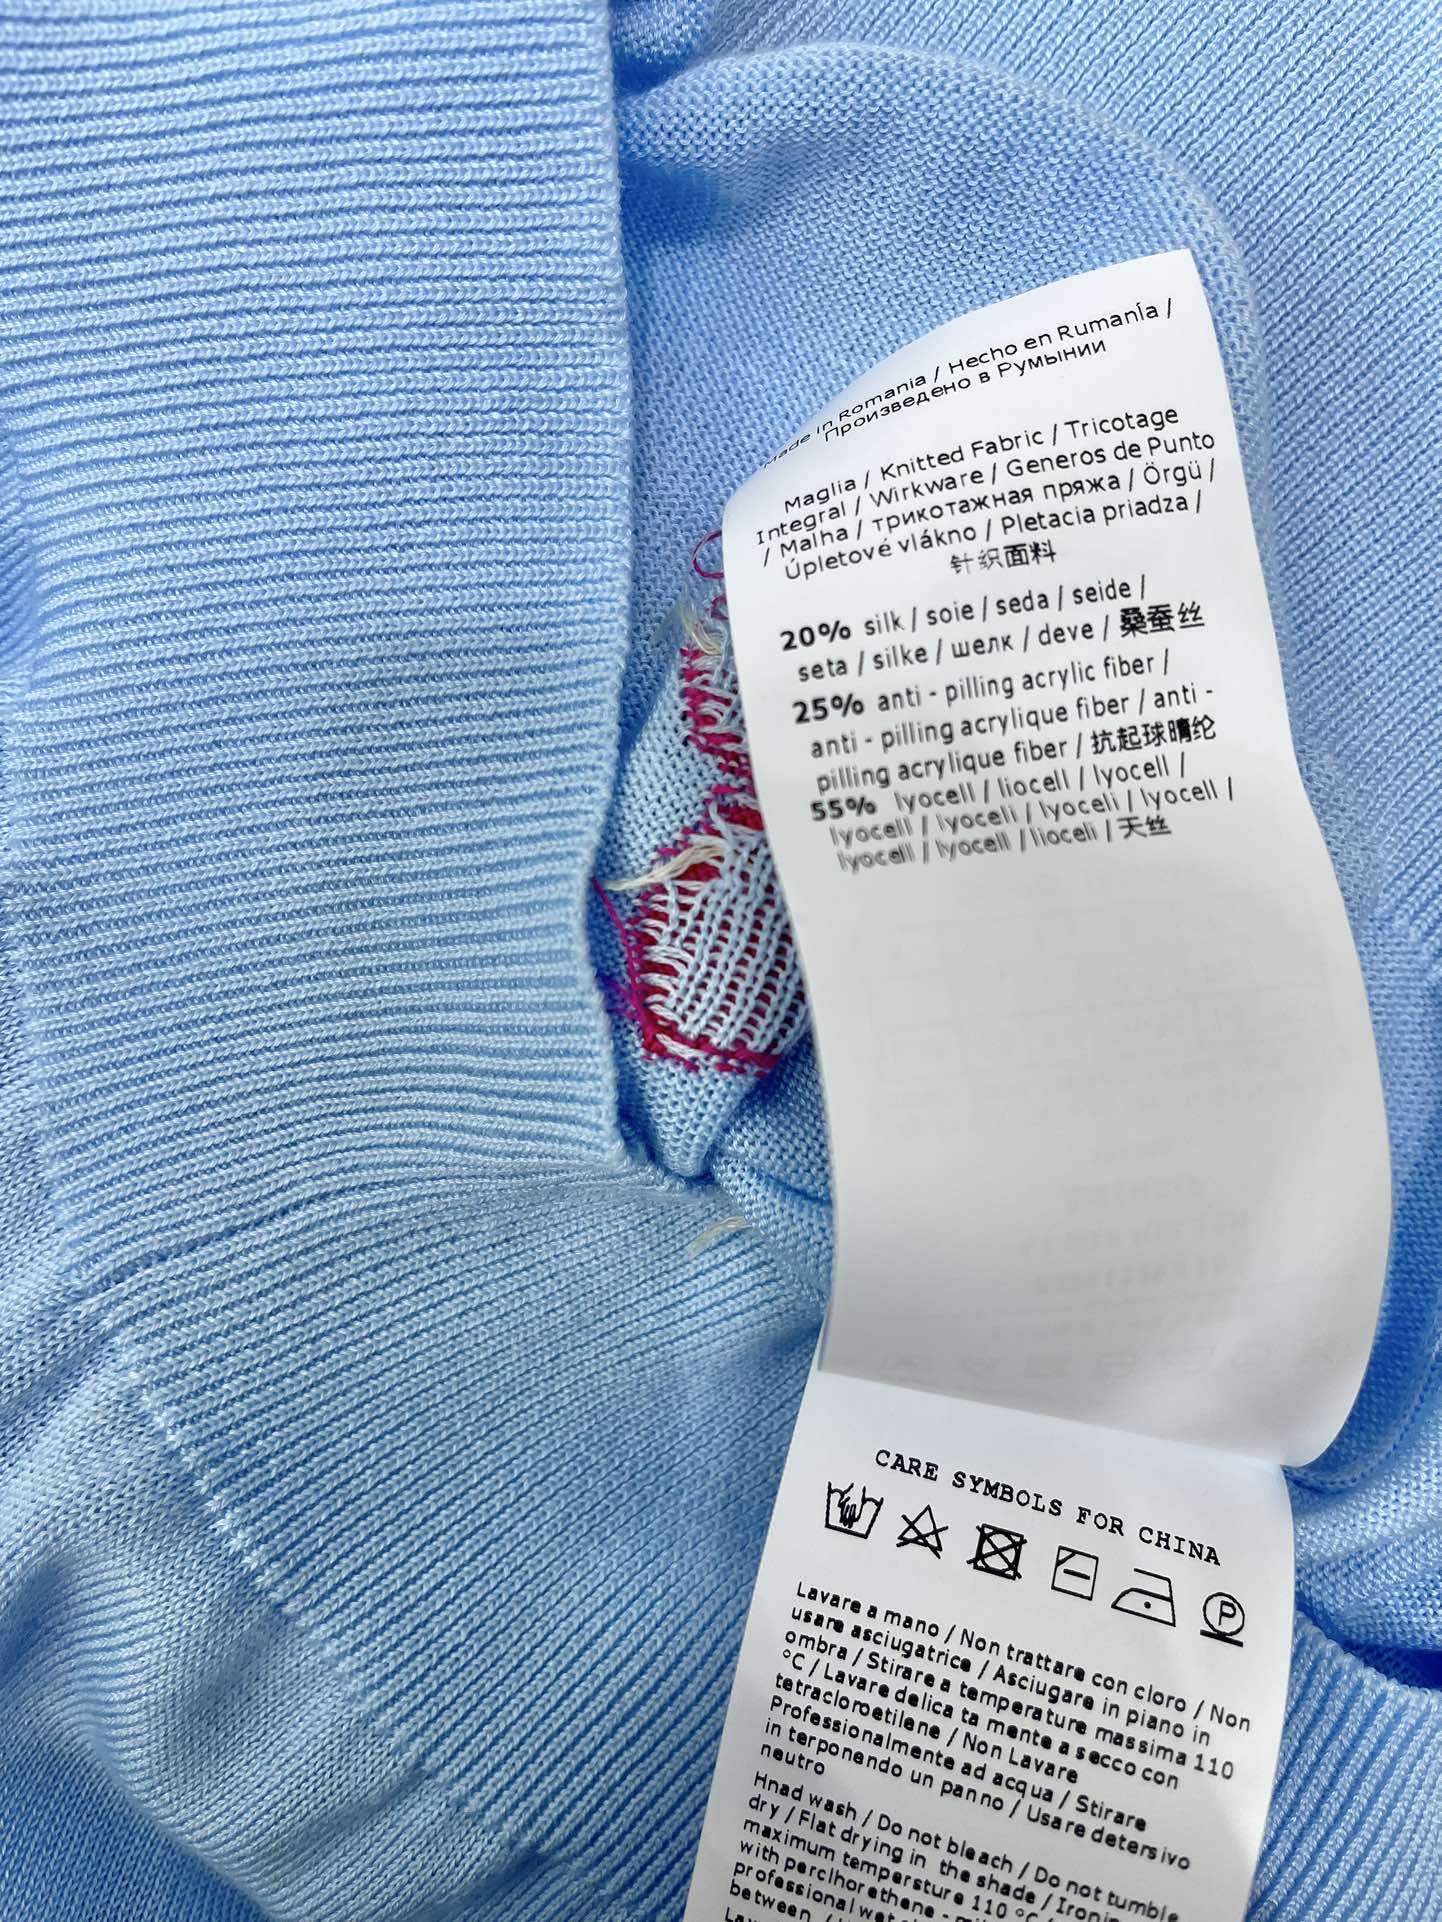 Made in Romania / Hecho en RumanÍa /
Произведено в Румынии
Maglia / Knitted Fabric / Tricotage
Integral / Wirkware / Generos de Punto
/ Malha / трикотажная пряжа / Örgü /
Úpletové vlákno / Pletacia priadza /
针织面料
20% silk / soie / seda / seide /
seta / silke / шелк / deve / 桑蚕丝
25% anti - pilling acrylic fiber /
anti - pilling acrylique fiber / anti -
pilling acrylique fiber / 抗起球晴纶
55% lyocell / liocell / lyocell /
lyocell / lyoceli / lyoceli / lyocell /
lyocell / lyocell / lioceli / 天丝
CARE SYMBOLS FOR CHINA
P
Lavare a mano / Non trattare con cloro / Non
usare asciugatrice / Asciugare in piano in
ombra / Stirare a temperature massima 110
°C / Lavare delica ta mente a secco con
tetracloroetilene / Non Lavare
Professionalmente ad acqua / Stirare
in terponendo un panno / Usare detersivo
neutro
Hnad wash / Do not bleach / Do not tumble
dry / Flat drying in the shade / Ironin
maximum tempersture 110 °C
with perclhorethene -
professional wet
between /